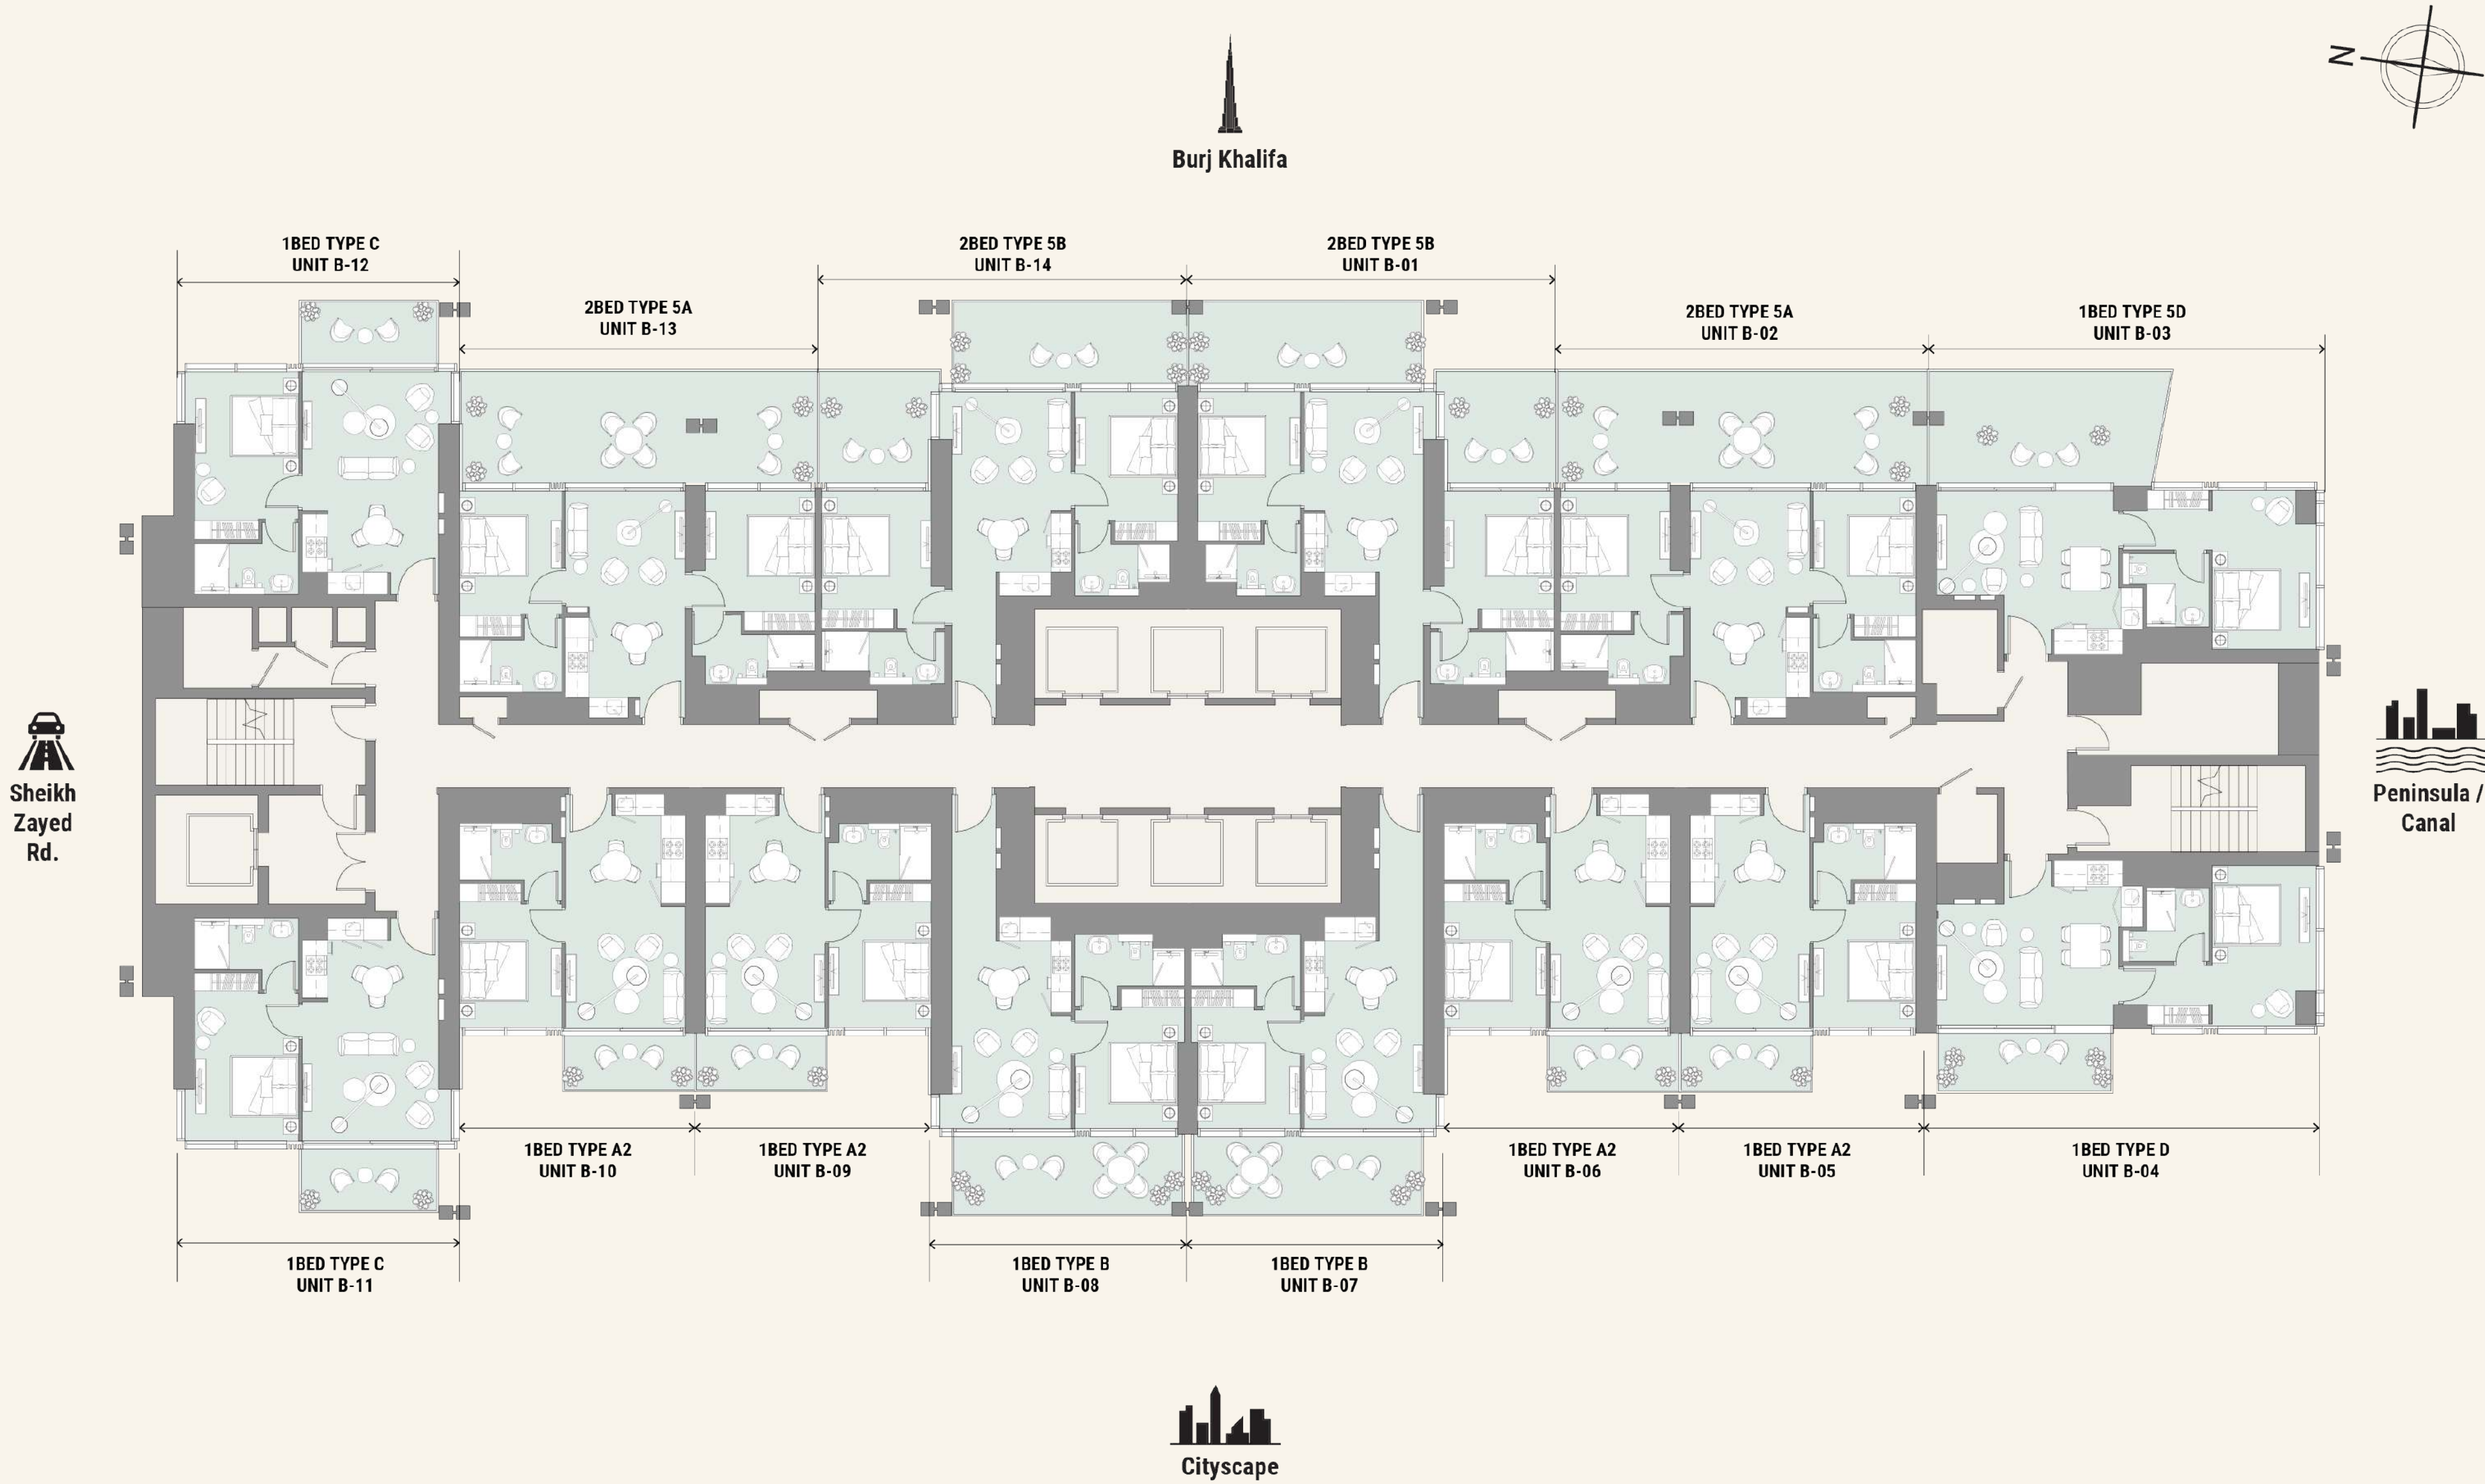 N
Burj Khalifa
1BED TYPE C
UNIT B-12
2BED TYPE 5A
UNIT B-13
2BED TYPE 5B
UNIT B-14
2BED TYPE 5B
UNIT B-01
2BED TYPE 5A
UNIT B-02
1BED TYPE 5D
UNIT B-03
Sheikh
Zayed
Rd.
Peninsula /
Canal
1BED TYPE C
UNIT B-11
1BED TYPE A2
UNIT B-10
1BED TYPE A2
UNIT B-09
1BED TYPE B
UNIT B-08
1BED TYPE B
UNIT B-07
1BED TYPE A2
UNIT B-06
1BED TYPE A2
UNIT B-05
1BED TYPE D
UNIT B-04
Cityscape